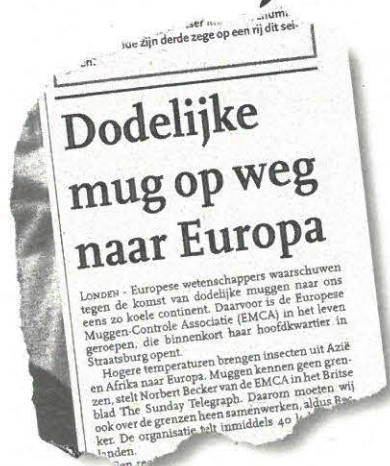 zijn derde zege op een rij dit sei-
Dodelijke
mug op weg
naar Europa
LONDEN - Europese wetenschappers waarschuwen
tegen de komst van dodelijke muggen naar ons
eens zo koele continent. Daarvoor is de Europese
Muggen-Controle Associatie (EMCA) in het leven
geroepen, die binnenkort haar hoofdkwartier in
Straatsburg opent.
Hogere temperaturen brengen insecten uit Azië
en Afrika naar Europa. Muggen kennen geen gren-
zen, stelt Norbert Becker van de EMCA in het Britse
blad The Sunday Telegraph. Daarom moeten wij
ook over de grenzen heen samenwerken, aldus Bec-
ker. De organisatie telt inmiddels 40
landen.